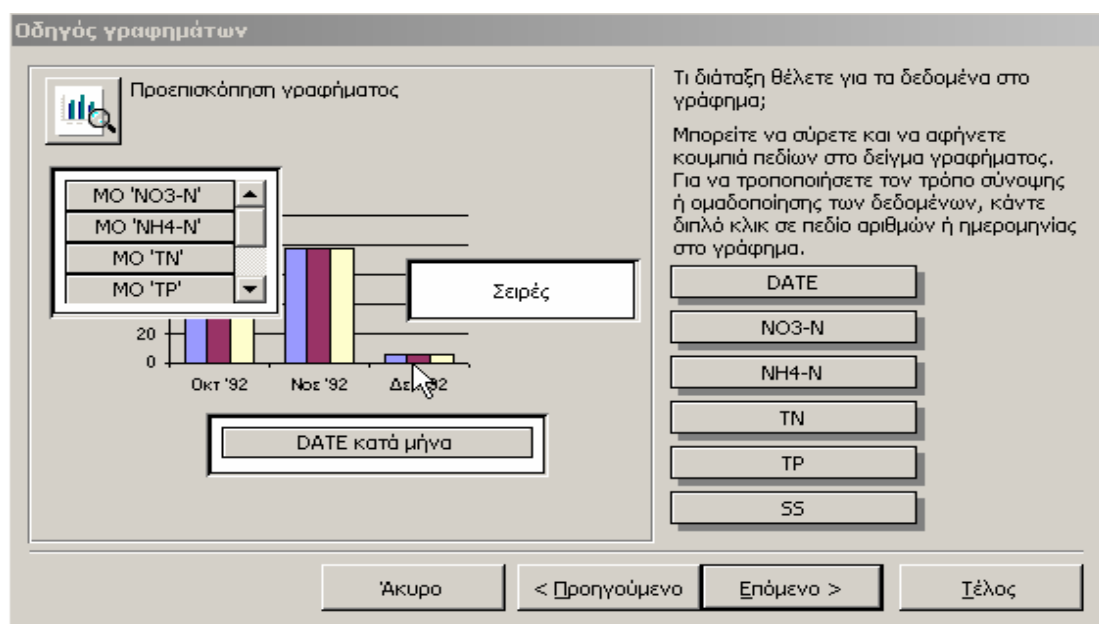 Οδηγός γραφημάτων
Προεπισκόπηση γραφήματος
ΜΟ 'NO3-N'
ΜΟ 'NH4-N'
ΜΟ 'TN'
ΜΟ 'TP'
Σειρές
20
0
Οκτ '92
Νοε '92
DATE κατά μήνα
Τι διάταξη θέλετε για τα δεδομένα στο
γράφημα;
Μπορείτε να σύρετε και να αφήνετε
κουμπιά πεδίων στο δείγμα γραφήματος.
Για να τροποποιήσετε τον τρόπο σύνοψης
ή ομαδοποίησης των δεδομένων, κάντε
διπλό κλικ σε πεδίο αριθμών ή ημερομηνίας
στο γράφημα.
DATE
NO3-N
NH4-N
TN
TP
SS
Άκυρο
< Προηγούμενο
Επόμενο >
Τέλος